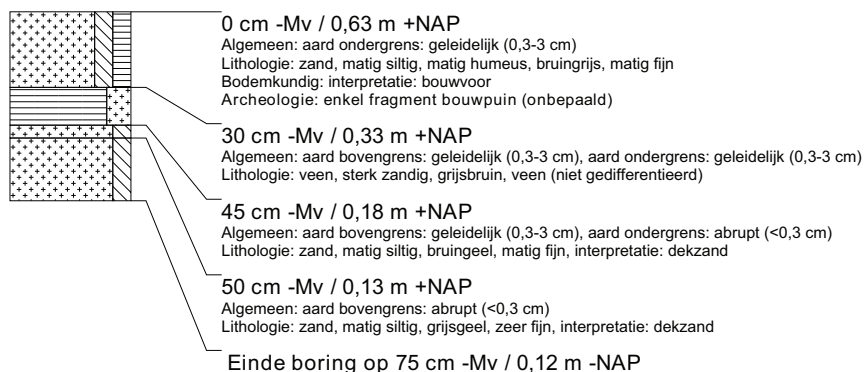 0 cm -Mv / 0,63 m +NAP
Algemeen: aard ondergrens: geleidelijk (0,3-3 cm)
Lithologie: zand, matig siltig, matig humeus, bruingrijs, matig fijn
Bodemkundig: interpretatie: bouwvoor
Archeologie: enkel fragment bouwpuin (onbepaald)
30 cm -Mv / 0,33 m +NAP
Algemeen: aard bovengrens: geleidelijk (0,3-3 cm), aard ondergrens: geleidelijk (0,3-3 cm)
Lithologie: veen, sterk zandig, grijsbruin, veen (niet gedifferentieerd)
45 cm -Mv / 0,18 m +NAP
Algemeen: aard bovengrens: geleidelijk (0,3-3 cm), aard ondergrens: abrupt (<0,3 cm)
Lithologie: zand, matig siltig, bruingeel, matig fijn, interpretatie: dekzand
50 cm -Mv / 0,13 m +NAP
Algemeen: aard bovengrens: abrupt (<0,3 cm)
Lithologie: zand, matig siltig, grijsgeel, zeer fijn, interpretatie: dekzand
Einde boring op 75 cm -Mv / 0,12 m -NAP